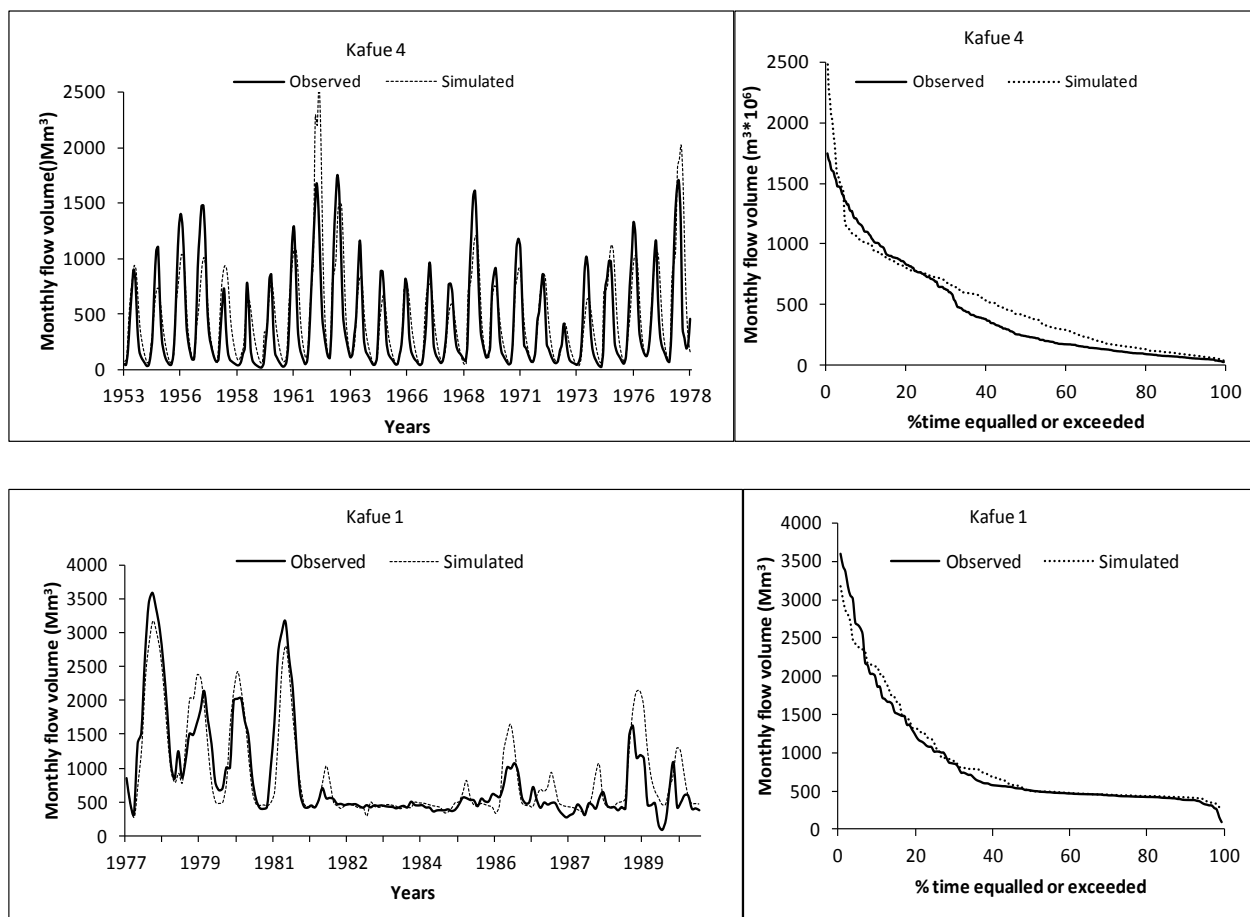 Kafue 4
Observed Simulated
Monthly flow volume()Mm³)
2500
2000
1500
1000
500
0
1953 1956 1958 1961 1963 1966 1968 1971 1973 1976 1978
Years
Kafue 4
Observed Simulated
Monthly flow volume (m³*10⁶)
2500
2000
1500
1000
500
0
0 20 40 60 80 100
%time equalled or exceeded
Kafue 1
Observed Simulated
Monthly flow volume (Mm³)
4000
3500
3000
2500
2000
1500
1000
500
0
1977 1979 1980 1981 1982 1984 1986 1987 1989
Years
Kafue 1
Observed Simulated
Monthly flow volume (Mm³)
4000
3500
3000
2500
2000
1500
1000
500
0
0 20 40 60 80 100
% time equalled or exceeded